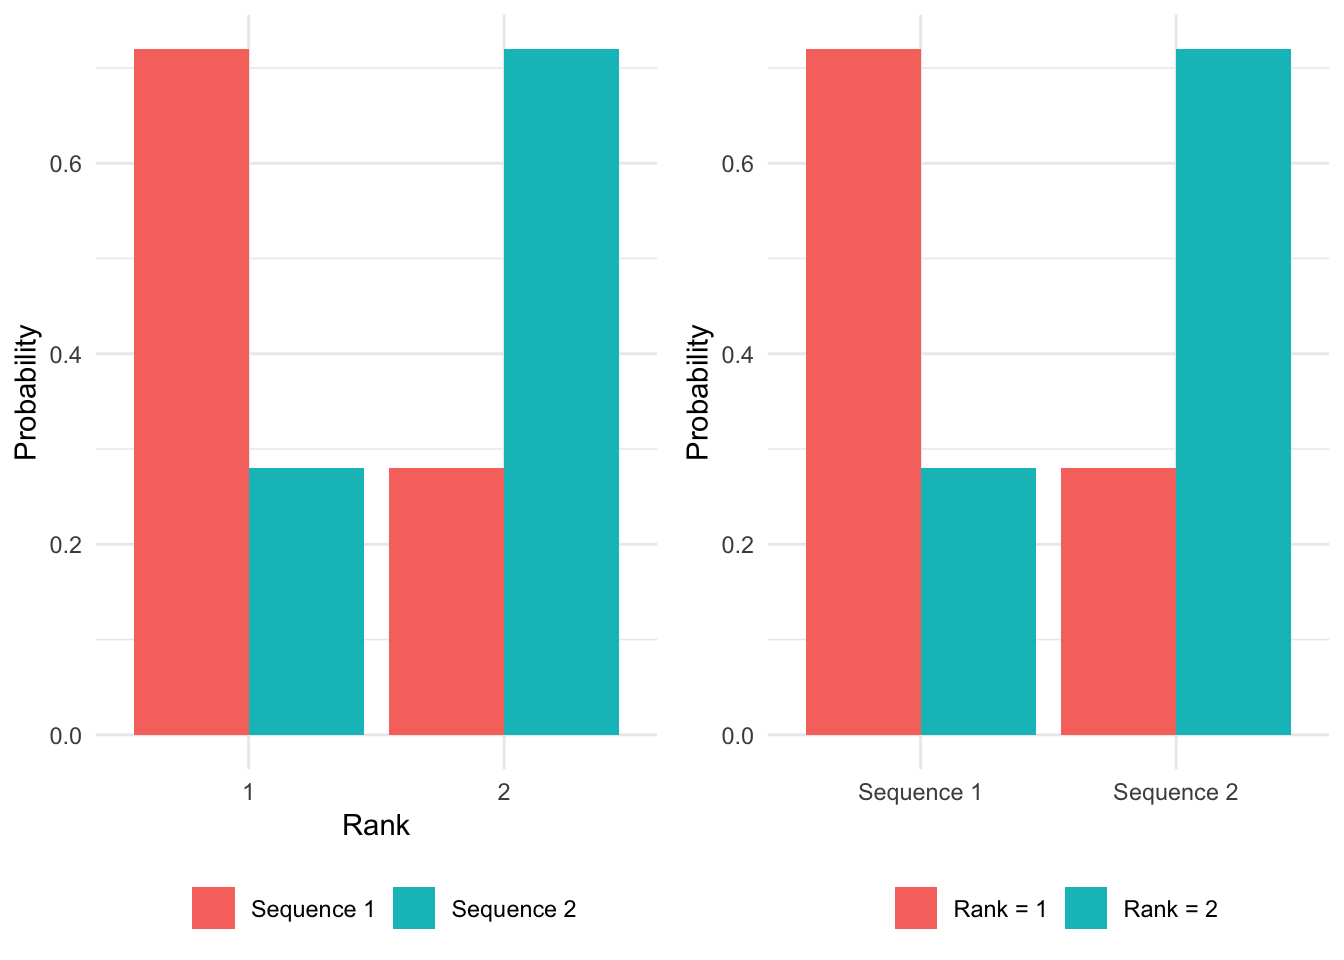 Probability
0.6
0.4
0.2
0.0
1 2
Rank
Sequence 1 Sequence 2
Probability
0.6
0.4
0.2
0.0
Sequence 1 Sequence 2
Rank = 1 Rank = 2